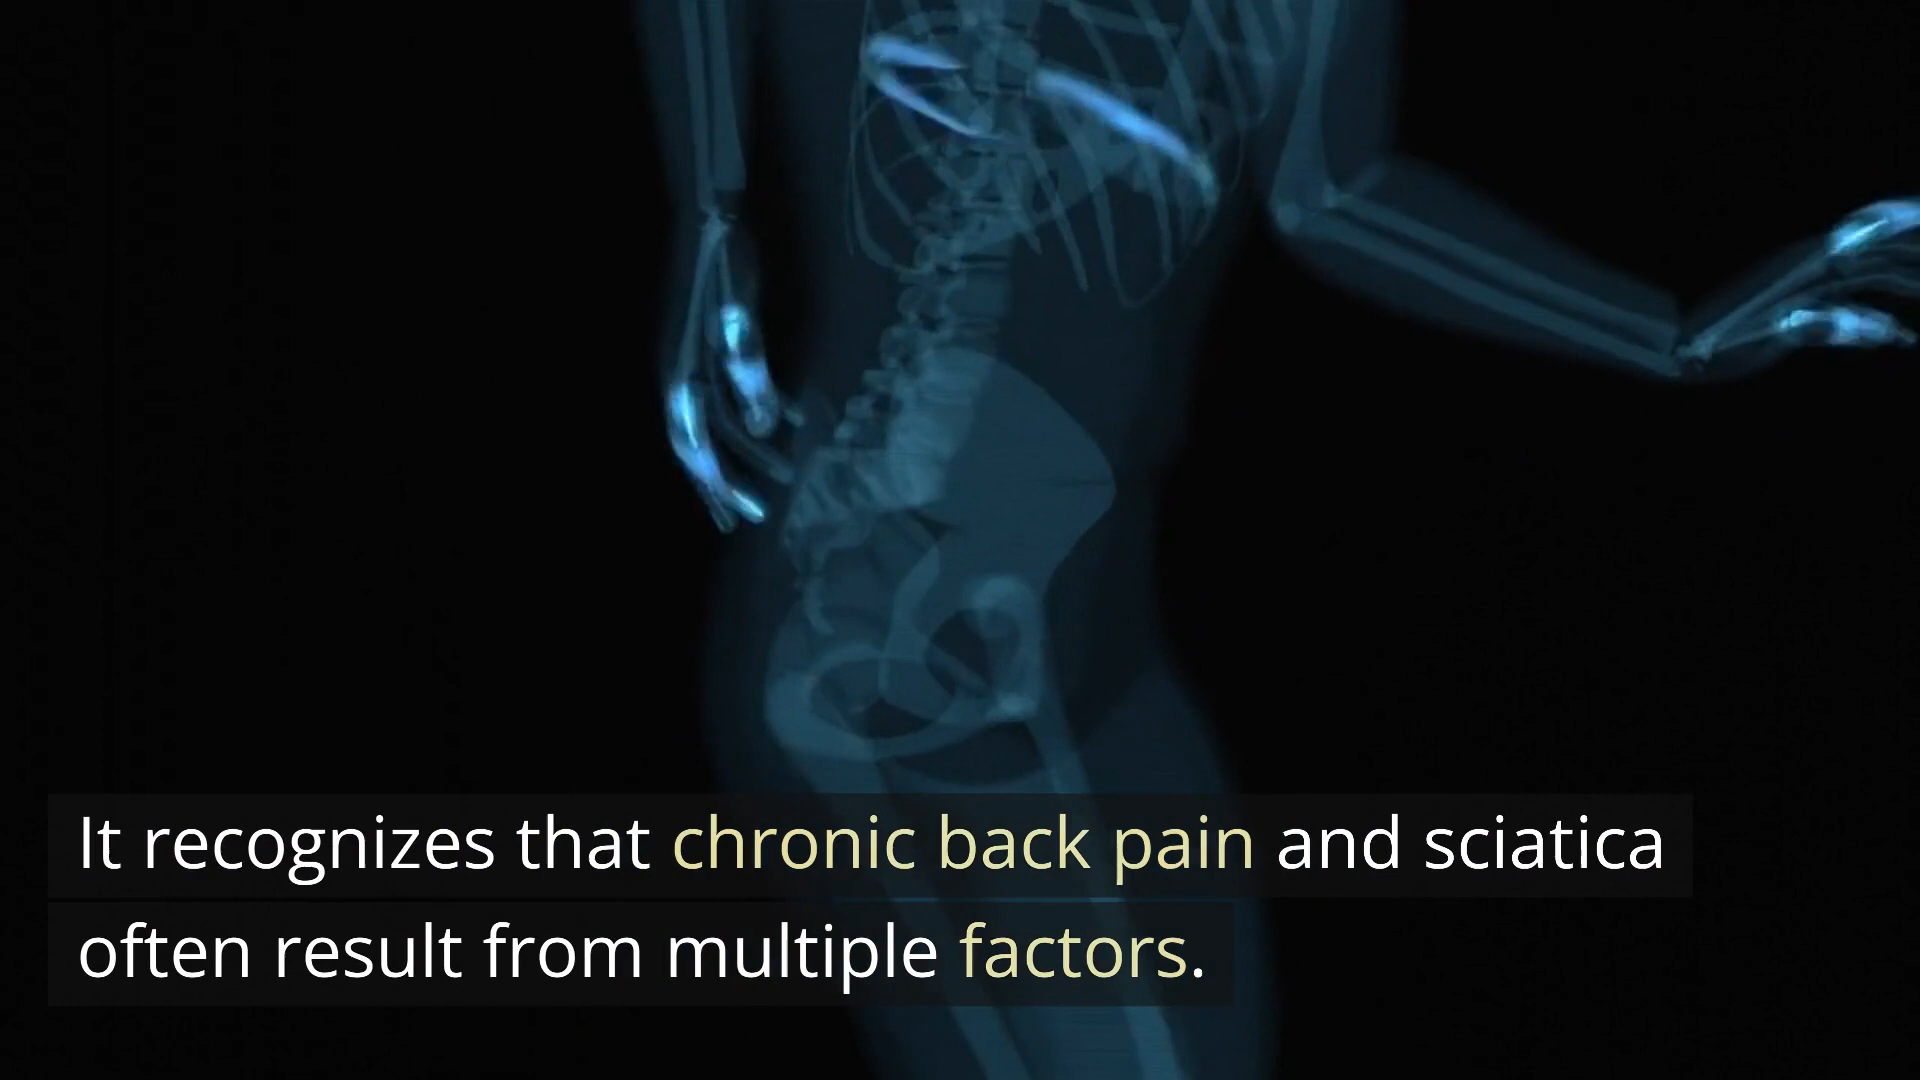 It recognizes that chronic back pain and sciatica
often result from multiple factors.